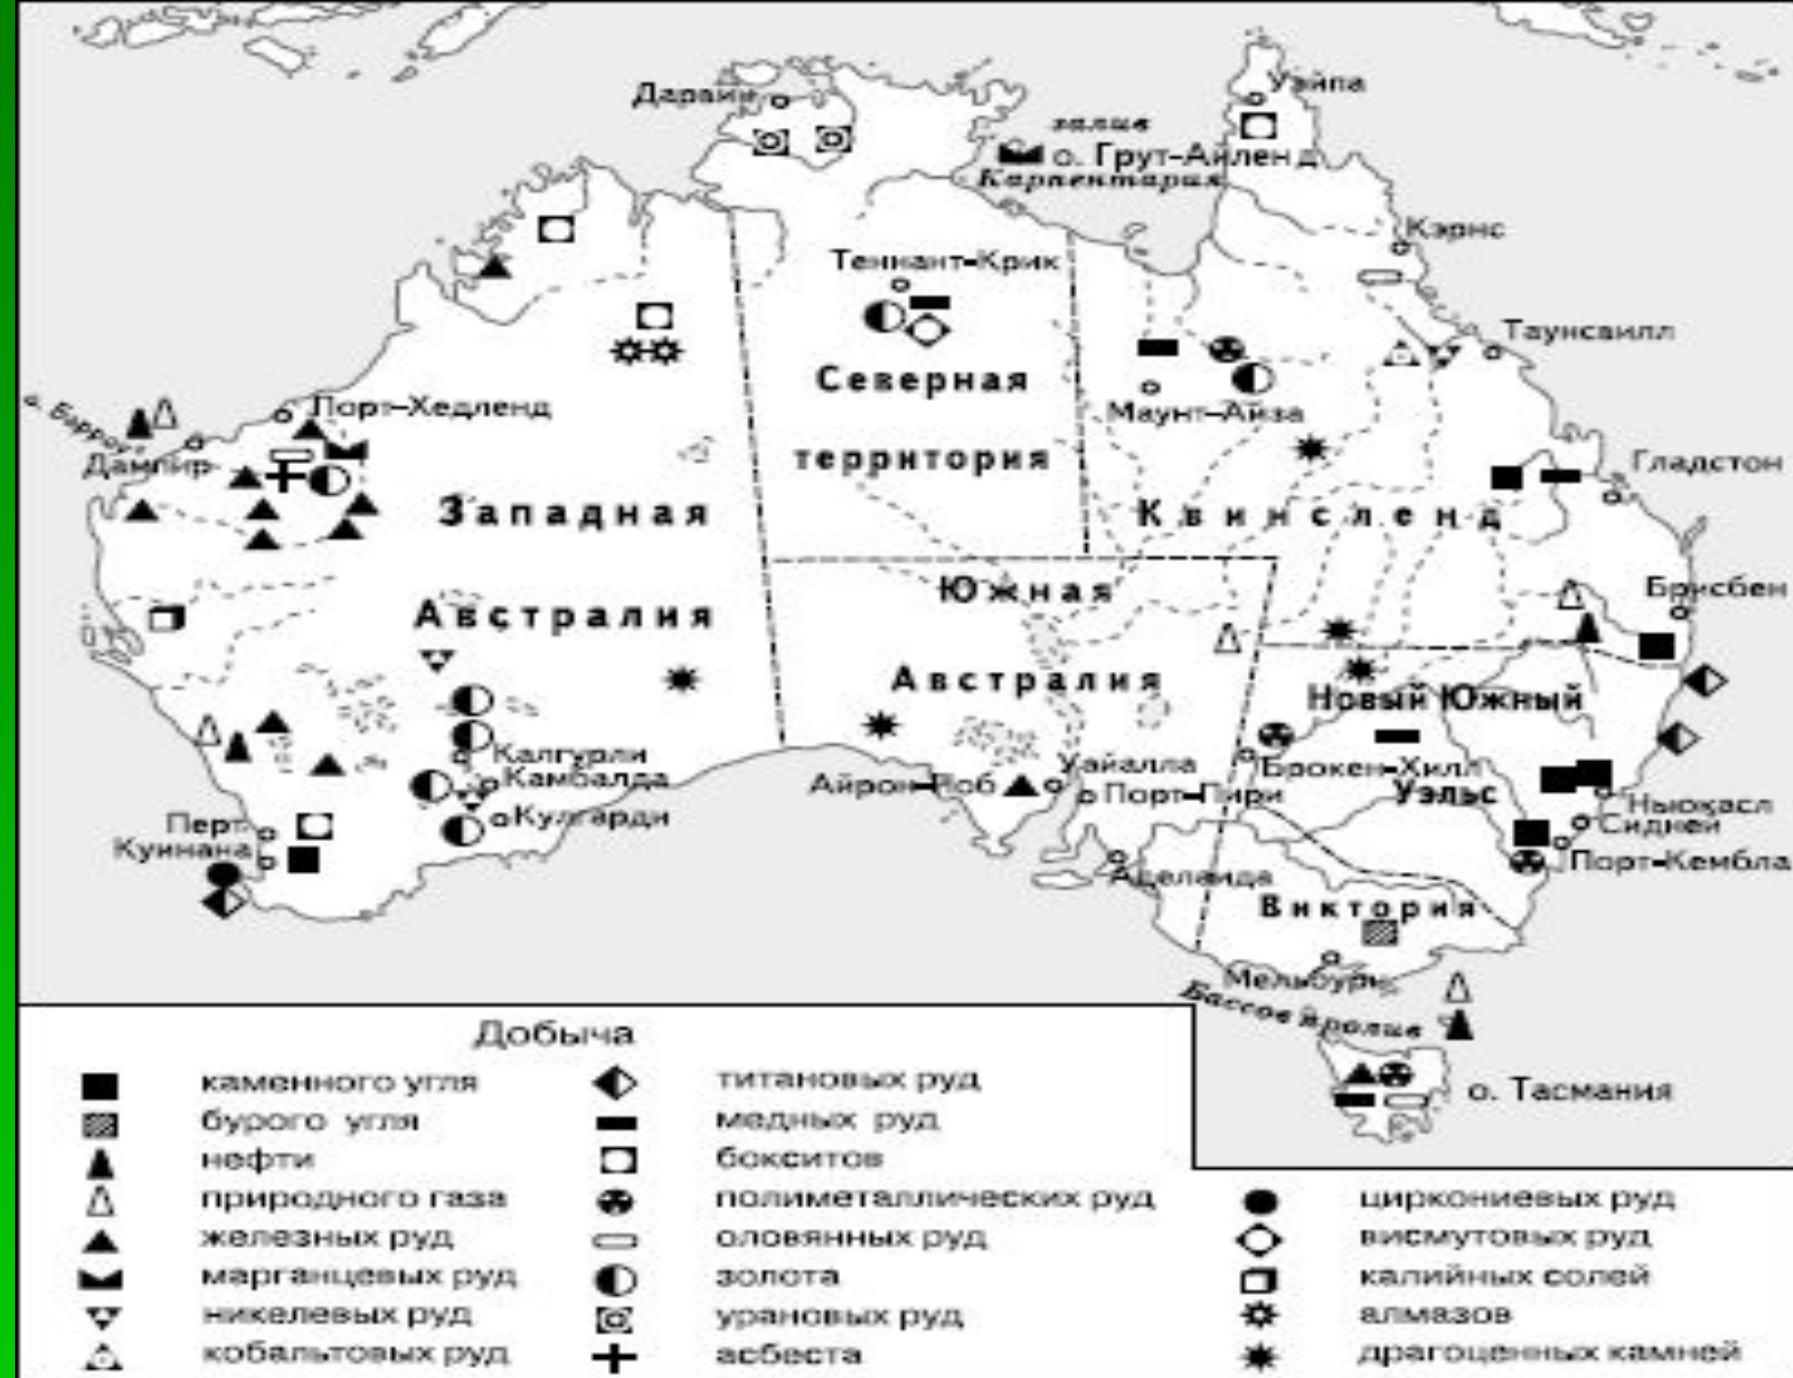 Дарвин
Уэйпа
залив
о. Грут-Айленд
Карпентария
Кэрнс
Теннант-Крик
Таунсвилл
Северная
территория
Маунт-Айза
о. Барроу
Порт-Хедленд
Дампир
Гладстон
Западная
Квинсленд
Южная
Брисбен
Австралия
Австралия
Новый Южный
Уэльс
Калгурли
Камбалда
Кулгарди
Уайалла
Айрон-Ноб
Порт-Пири
Брокен-Хилл
Ньюкасл
Сидней
Порт-Кембла
Перт
Куинана
Аделаида
Виктория
Мельбурн
Бассов пролив
о. Тасмания
Добыча
каменного угля
бурого угля
нефти
природного газа
железных руд
марганцевых руд
никелевых руд
кобальтовых руд
титановых руд
медных руд
бокситов
полиметаллических руд
оловянных руд
золота
урановых руд
асбеста
циркониевых руд
висмутовых руд
калийных солей
алмазов
драгоценных камней